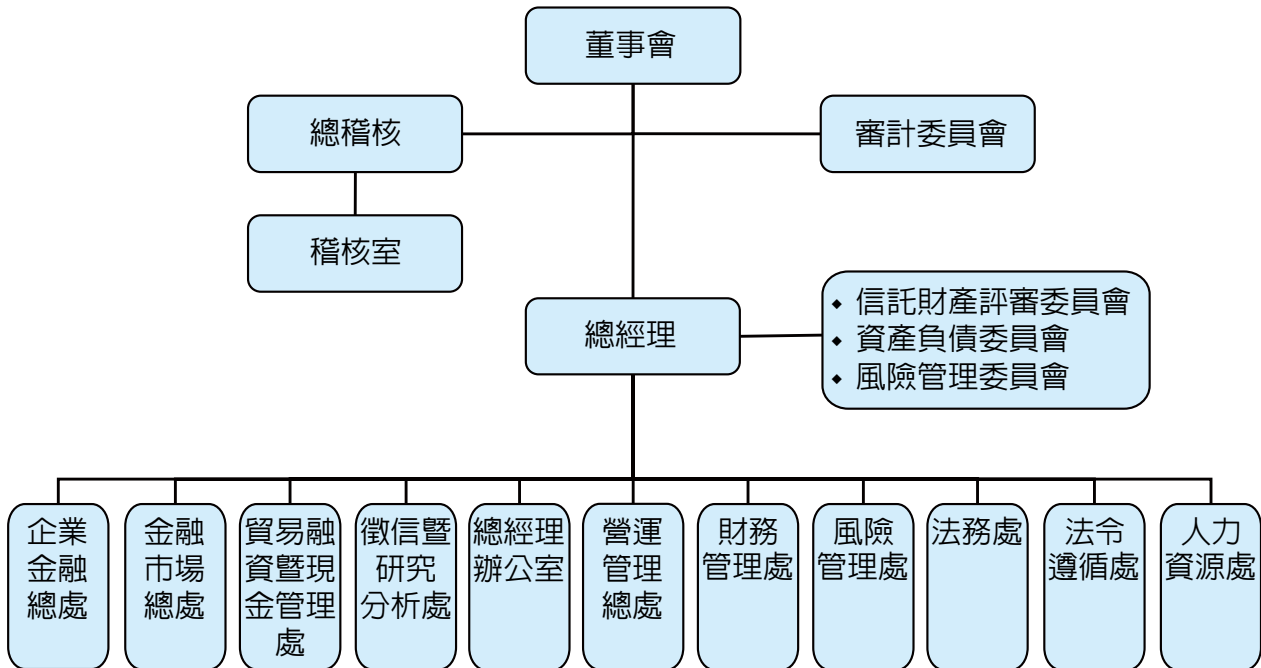 董事會
總稽核
審計委員會
稽核室
總經理
◆ 信託財產評審委員會
◆ 資產負債委員會
◆ 風險管理委員會
企業
金融
總處
金融
市場
總處
貿易融
資暨現
金管理
處
徵信暨
研究
分析處
總經理
辦公室
營運
管理
總處
財務
管理處
風險
管理處
法務處
法令
遵循處
人力
資源處